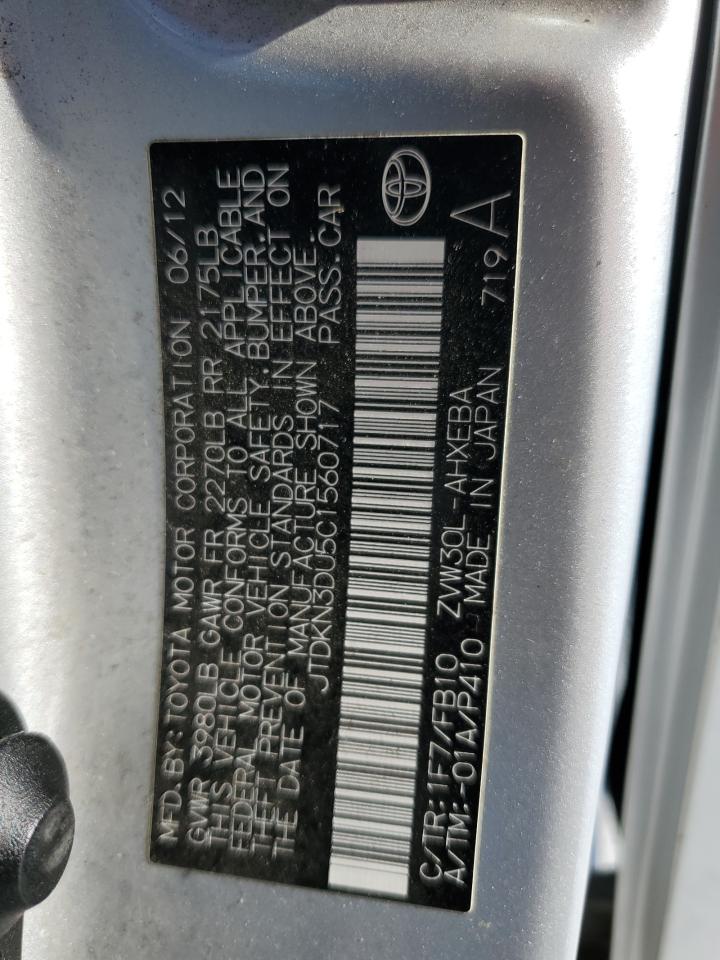 MFD. BY: TOYOTA MOTOR CORPORATION 06/12
GVWR 3980LB GAWR FR 2270LB RR 2175LB
THIS VEHICLE CONFORMS TO ALL APPLICABLE
FEDERAL MOTOR VEHICLE SAFETY, BUMPER, AND
THEFT PREVENTION STANDARDS IN EFFECT ON
THE DATE OF MANUFACTURE SHOWN ABOVE.
JTDKN3DU5C1560717 PASS. CAR
C/TR: 1F7/FB10 ZVW30L-AHXEBA
A/TM: -01A/P410 MADE IN JAPAN 719 A